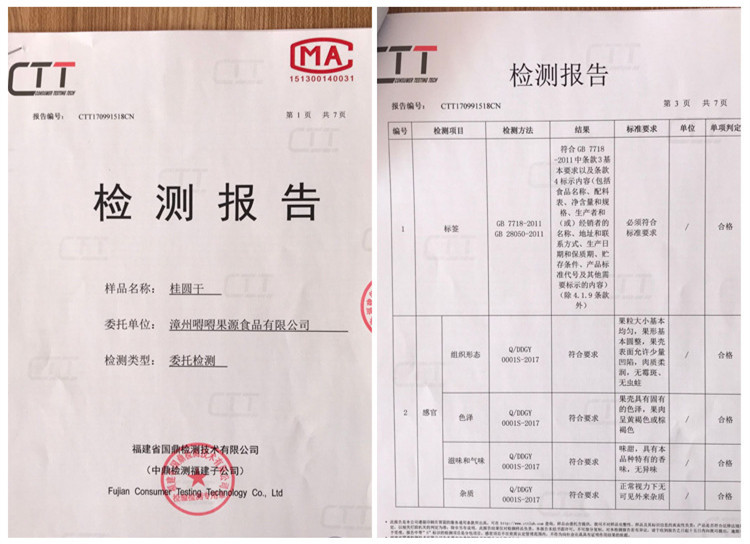 CTT
CONSUMER TESTING TECH
MA
151300140031
报告编号: CTT170991518CN
第 1 页 共 7 页
检测报告
样品名称: 桂圆干
委托单位: 漳州嘚嘚果源食品有限公司
检测类型: 委托检测
福建省国鼎检测技术有限公司
(中鼎检测福建子公司)
Fujian Consumer Testing Technology Co., Ltd
CTT
CONSUMER TESTING TECH
检测报告
报告编号: CTT170991518CN
第 3 页 共 7 页
编号 检测项目 检测方法 结果 标准要求 单位 单项判定
1 标签
GB 7718-2011
GB 28050-2011
符合 GB 7718
-2011 中条款 3 基
本要求以及条款
4 标示内容(包括
食品名称、配料
表、净含量和规
格、生产者和
(或)经销者的
名称、地址和联
系方式、生产日
期和保质期、贮
存条件、产品标
准代号及其他需
要标示的内容)
(除 4.1.9 条款
外)
必须符合
标准要求
/ 合格
2 感官
组织形态
Q/DDGY
0001S-2017
符合要求
果粒大小基本
均匀,果形基
本圆整,果壳
表面允许少量
凹陷,肉质柔
润,无霉斑、
无虫蛀
/ 合格
色泽
Q/DDGY
0001S-2017
符合要求
果壳具有固有
的色泽,果肉
呈黄褐色或棕
褐色
/ 合格
滋味和气味
Q/DDGY
0001S-2017
符合要求
味甜,具有本
品种特有的香
味,无异味
/ 合格
杂质
Q/DDGY
0001S-2017
符合要求
正常视力下无
可见外来杂质
/ 合格